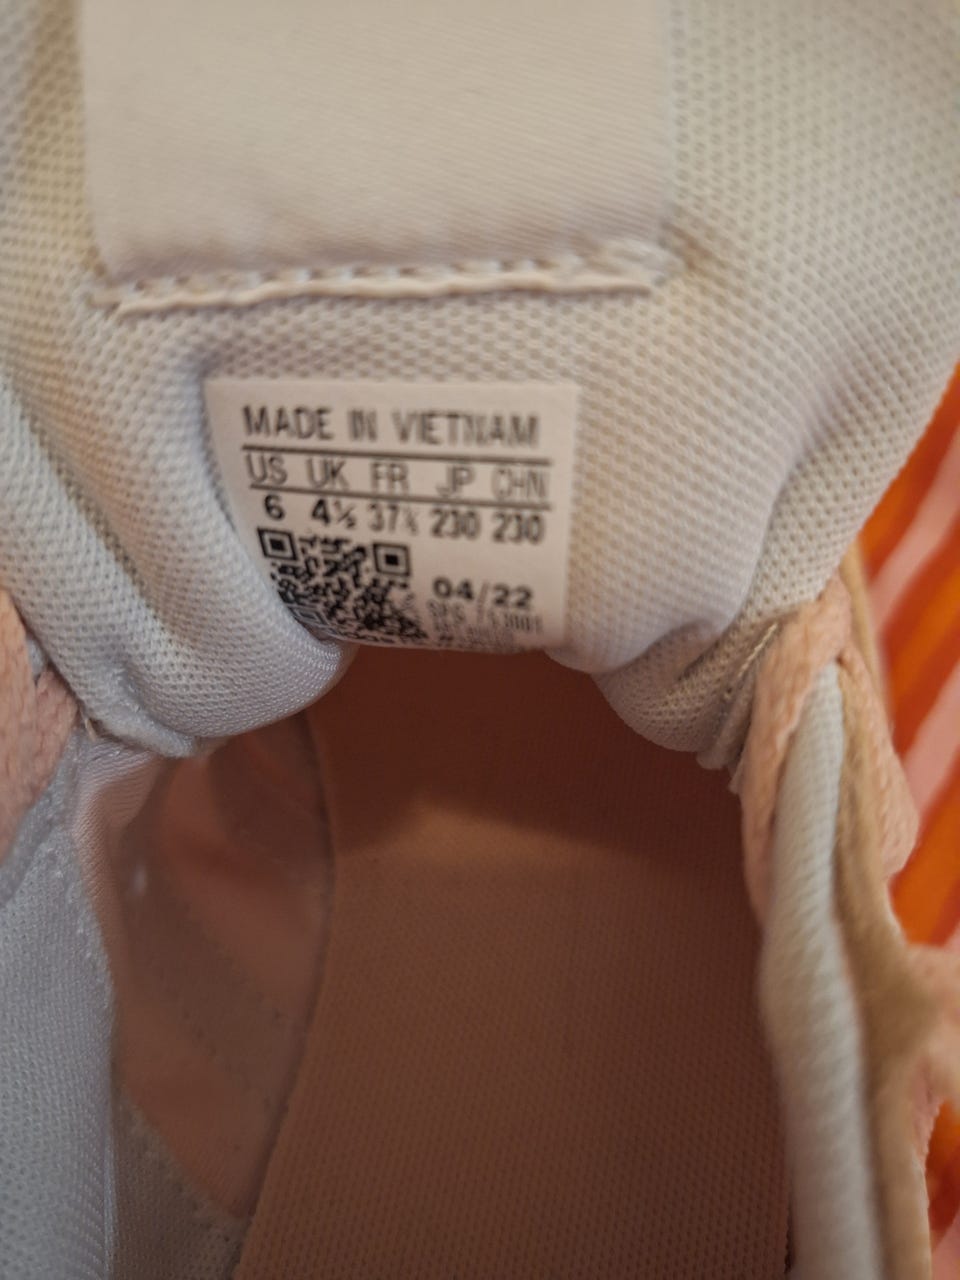 MADE IN VIETNAM
US UK FR JP CHN
6 4½ 37⅓ 230 230
04/22